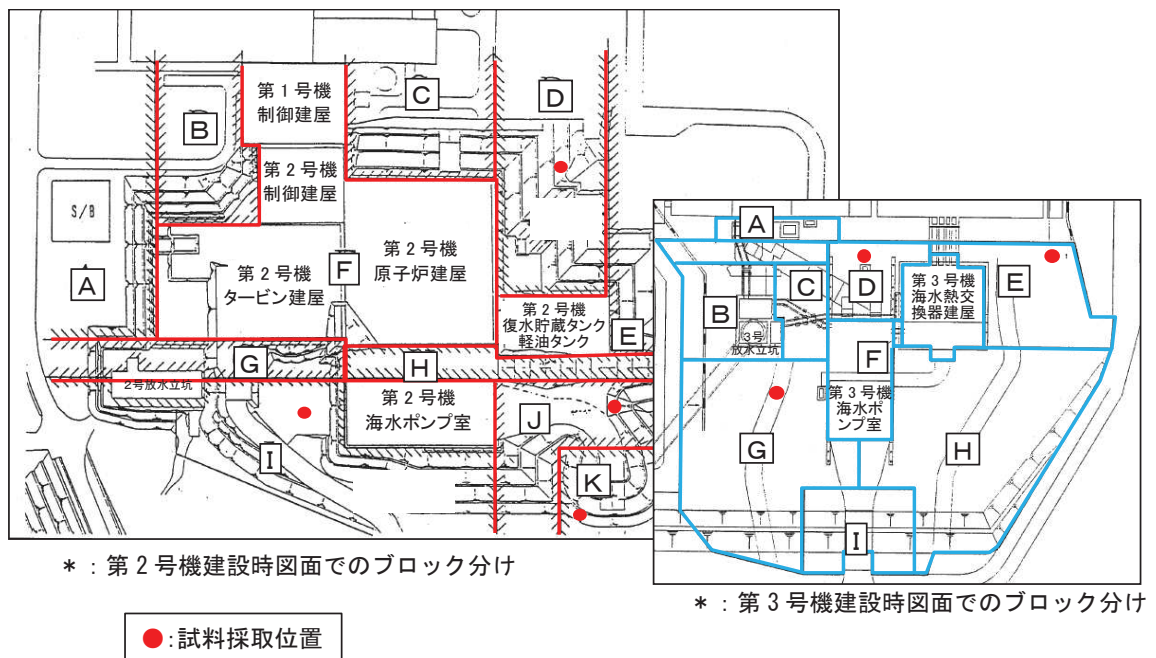 第１号機
制御建屋
C
D
B
第２号機
制御建屋
S/B
A
第２号機
タービン建屋
F
第２号機
原子炉建屋
第２号機
復水貯蔵タンク
軽油タンク
E
G
H
2号放水立坑
第２号機
海水ポンプ室
J
I
K
＊：第２号機建設時図面でのブロック分け
A
B
C
D
第３号機
海水熱交
換器建屋
E
3号
放水立坑
F
第３号機
海水ポ
ンプ室
G
H
I
＊：第３号機建設時図面でのブロック分け
●:試料採取位置